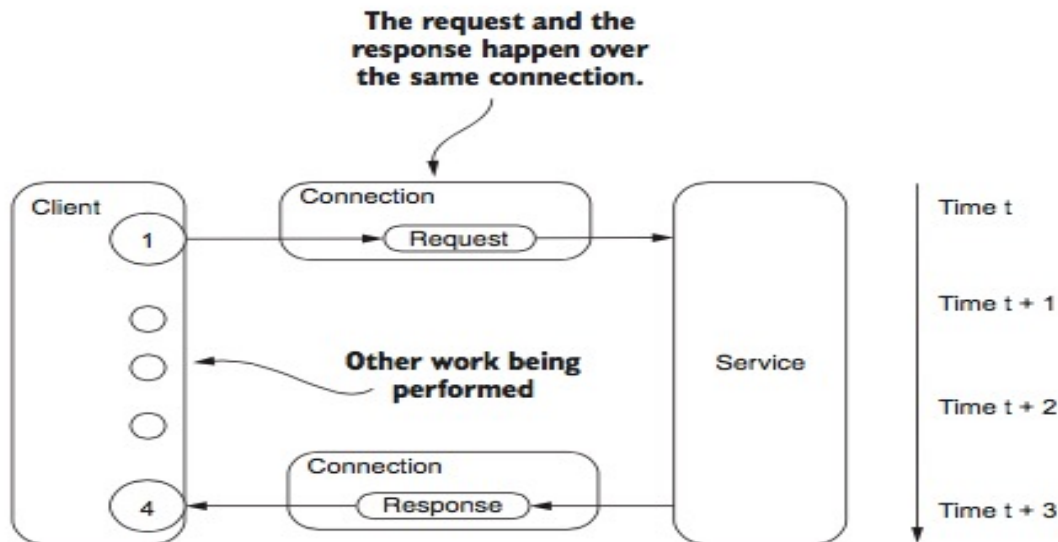 The request and the
response happen over
the same connection.
Client
Connection
1
Request
Time t
Time t + 1
Other work being
performed
Service
Time t + 2
Connection
4
Response
Time t + 3